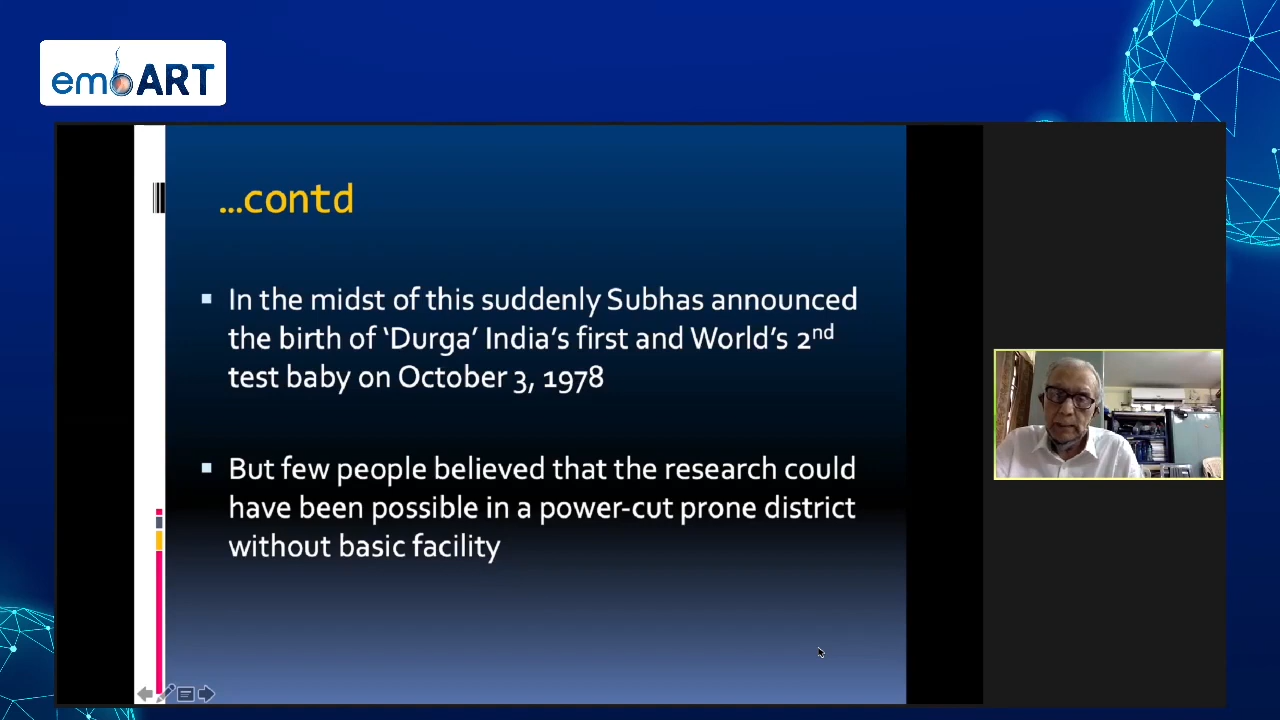 embART
...contd
In the midst of this suddenly Subhas announced
the birth of ‘Durga’ India’s first and World’s 2nd
test baby on October 3, 1978
But few people believed that the research could
have been possible in a power-cut prone district
without basic facility